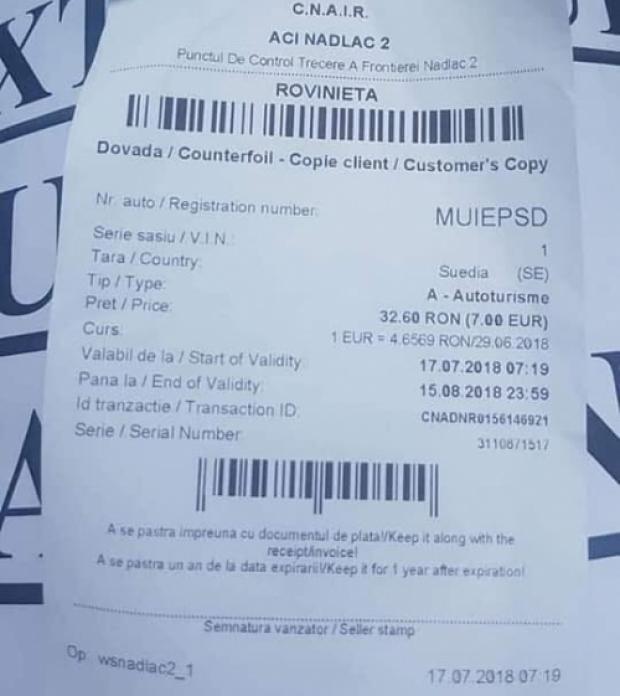 C.N.A.I.R.
ACI NADLAC 2
Punctul De Control Trecere A Frontierei Nadlac 2
ROVINIETA
Dovada / Counterfoil - Copie client / Customer's Copy
Nr. auto / Registration number: MUIEPSD
Serie sasiu / V.I.N.: 1
Tara / Country: Suedia (SE)
Tip / Type: A - Autoturisme
Pret / Price: 32.60 RON (7.00 EUR)
Curs: 1 EUR = 4.6569 RON/29.06.2018
Valabil de la / Start of Validity: 17.07.2018 07:19
Pana la / End of Validity: 15.08.2018 23:59
Id tranzactie / Transaction ID: CNADNR0156146921
Serie / Serial Number: 3110871517
A se pastra impreuna cu documentul de plata!/Keep it along with the
receipt/invoice!
A se pastra un an de la data expirarii!/Keep it for 1 year after expiration!
Semnatura vanzator / Seller stamp
Op: wsnadlac2_1 17.07.2018 07:19